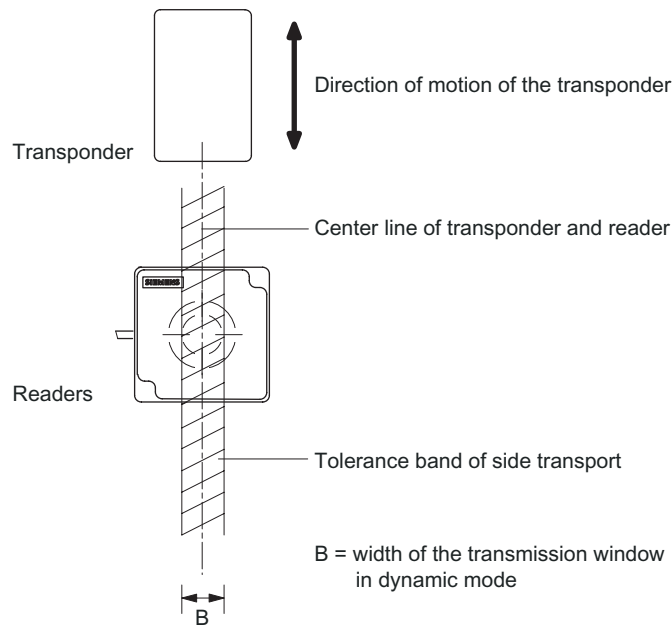 Direction of motion of the transponder
Transponder
Center line of transponder and reader
SIEMENS
Readers
Tolerance band of side transport
B = width of the transmission window
in dynamic mode
B